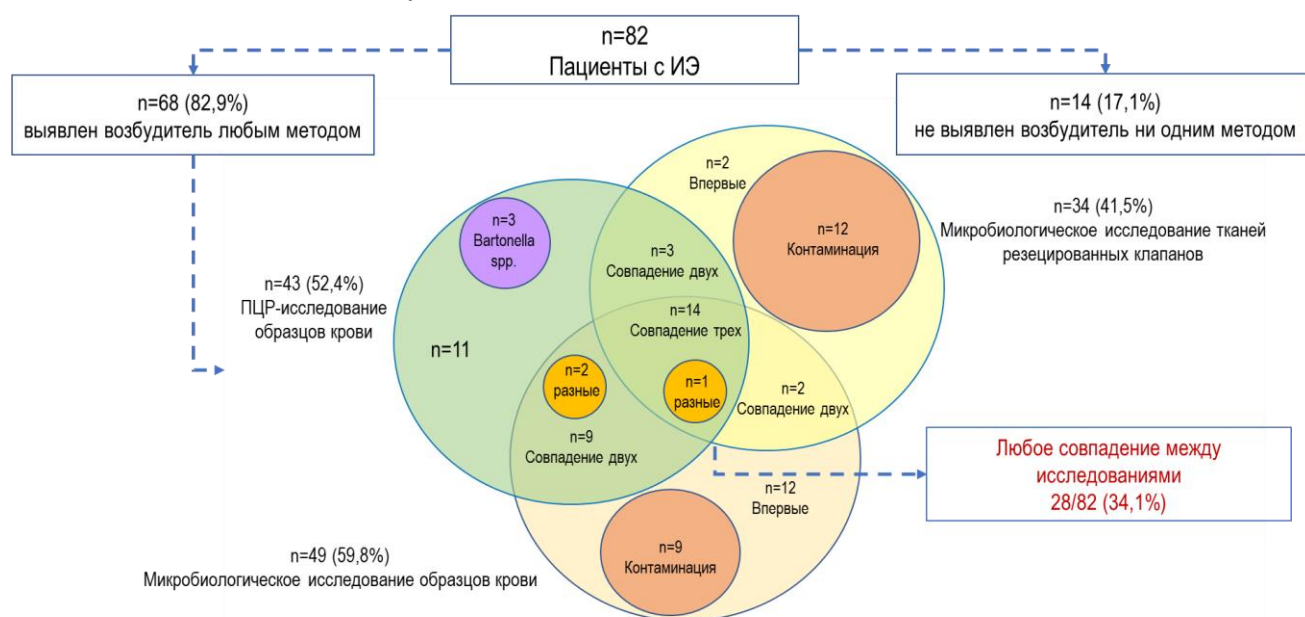 n=82
Пациенты с ИЭ
n=68 (82,9%)
выявлен возбудитель любым методом
n=14 (17,1%)
не выявлен возбудитель ни одним методом
n=2
Впервые
n=12
Контаминация
n=34 (41,5%)
Микробиологическое исследование тканей
резецированных клапанов
n=3
Bartonella
spp.
n=3
Совпадение двух
n=43 (52,4%)
ПЦР-исследование
образцов крови
n=14
Совпадение трех
n=11
n=2
разные
n=1
разные
n=2
Совпадение двух
n=9
Совпадение двух
Любое совпадение между
исследованиями
28/82 (34,1%)
n=12
Впервые
n=49 (59,8%)
Микробиологическое исследование образцов крови
n=9
Контаминация